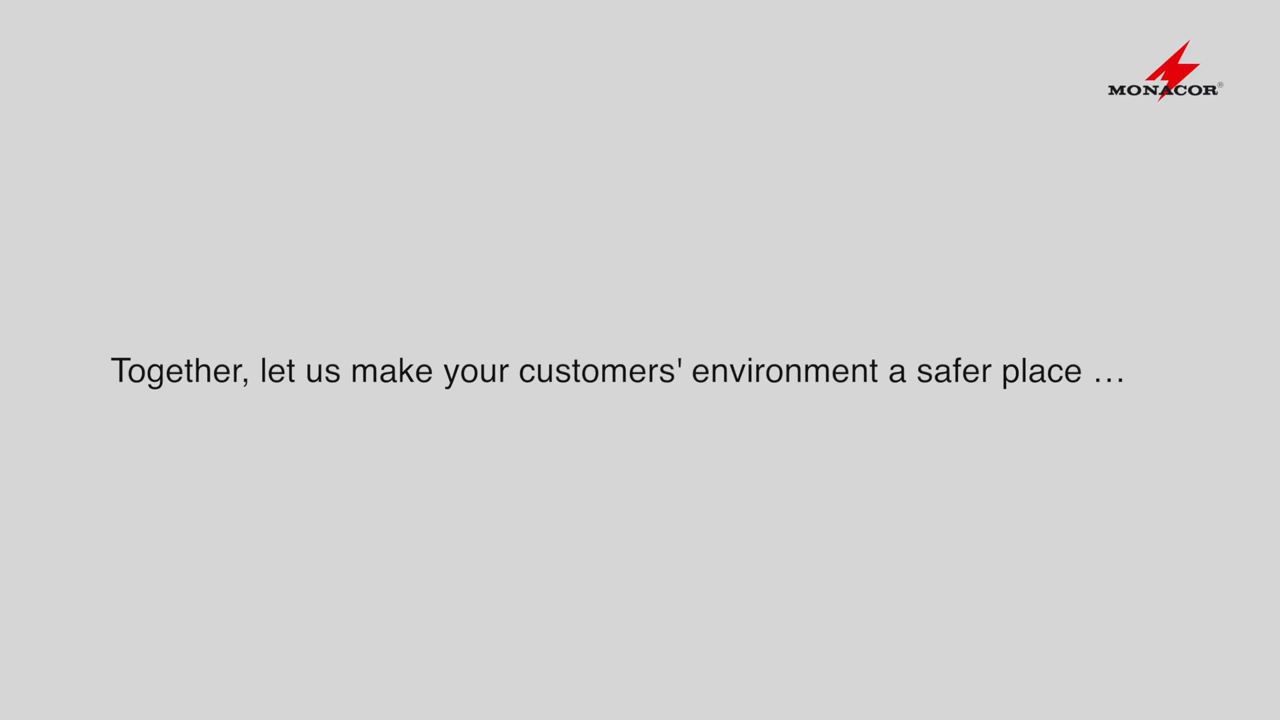 MONACOR®
Together, let us make your customers' environment a safer place …